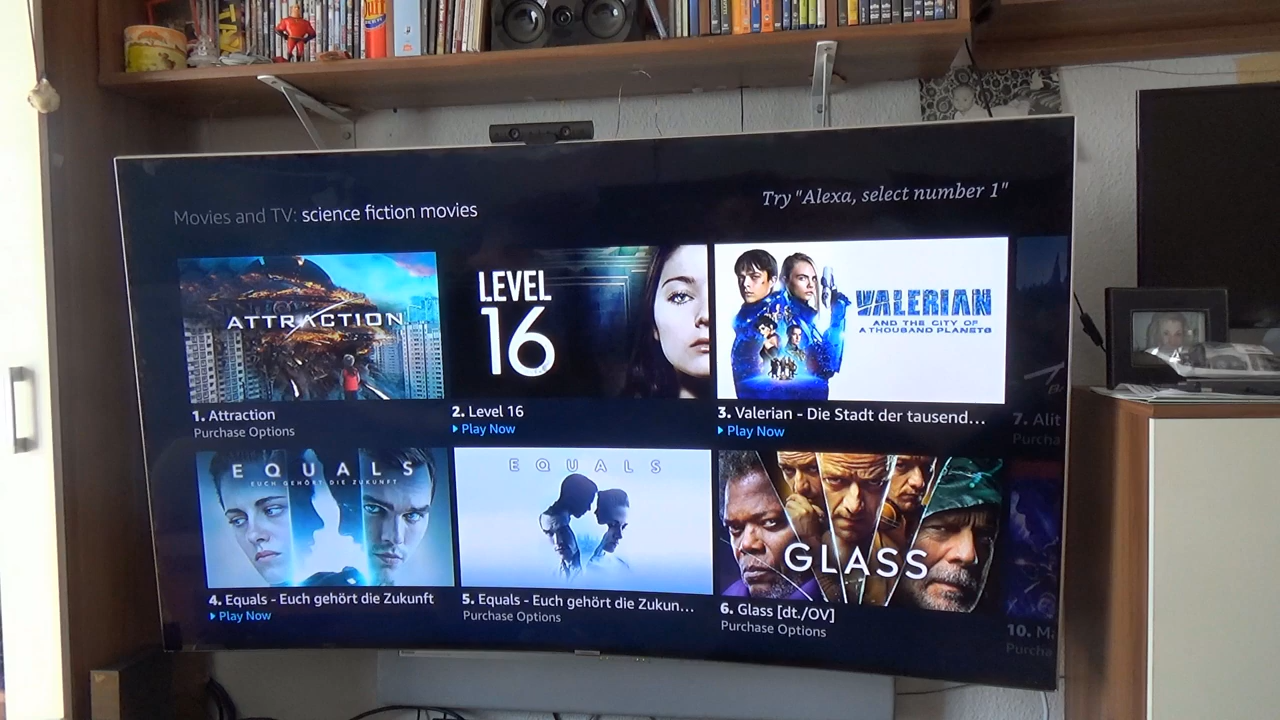 Movies and TV: science fiction movies
Try "Alexa, select number 1"
ATTRACTION
1. Attraction
Purchase Options
LEVEL
16
2. Level 16
Play Now
VALERIAN
AND THE CITY OF
A THOUSAND PLANETS
3. Valerian - Die Stadt der tausend...
Play Now
7. Alit
Purcha
EQUALS
EUCH GEHÖRT DIE ZUKUNFT
4. Equals - Euch gehört die Zukunft
Play Now
EQUALS
5. Equals - Euch gehört die Zukun...
Purchase Options
GLASS
6. Glass [dt./OV]
Purchase Options
10. M
Purcha